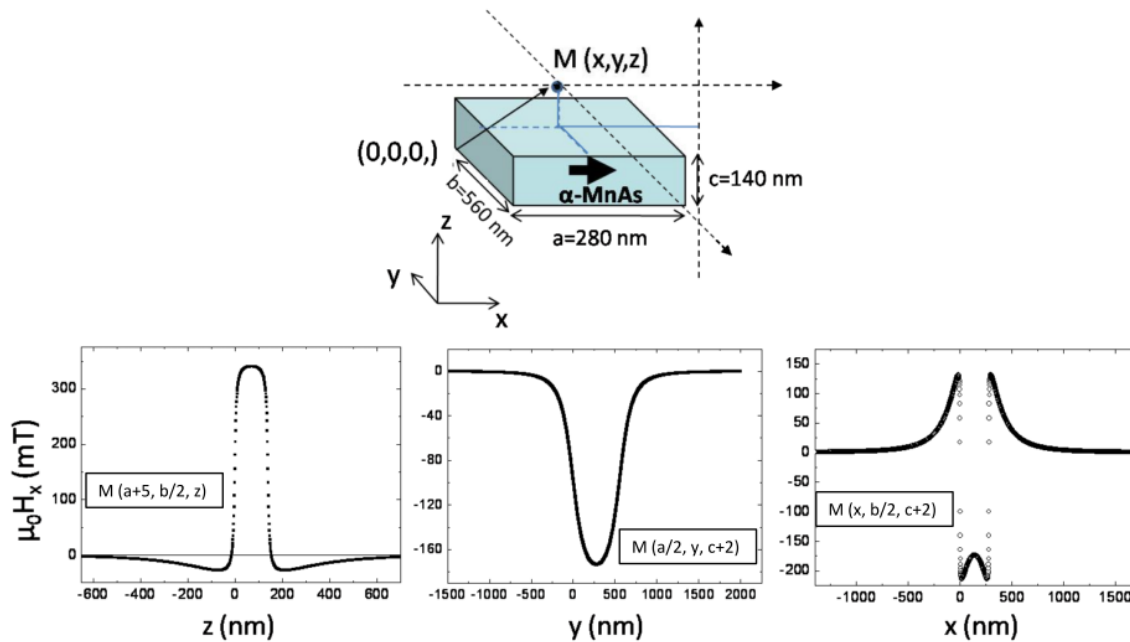 M (x,y,z)
(0,0,0,)
b=560 nm
α-MnAs
c=140 nm
a=280 nm
z
y
x
μ₀Hₓ (mT)
300
200
100
0
M (a+5, b/2, z)
-600 -400 -200 0 200 400 600
z (nm)
0
-40
-80
-120
-160
M (a/2, y, c+2)
-1500 -1000 -500 0 500 1000 1500 2000
y (nm)
150
100
50
0
-50
-100
-150
-200
M (x, b/2, c+2)
-1000 -500 0 500 1000 1500
x (nm)